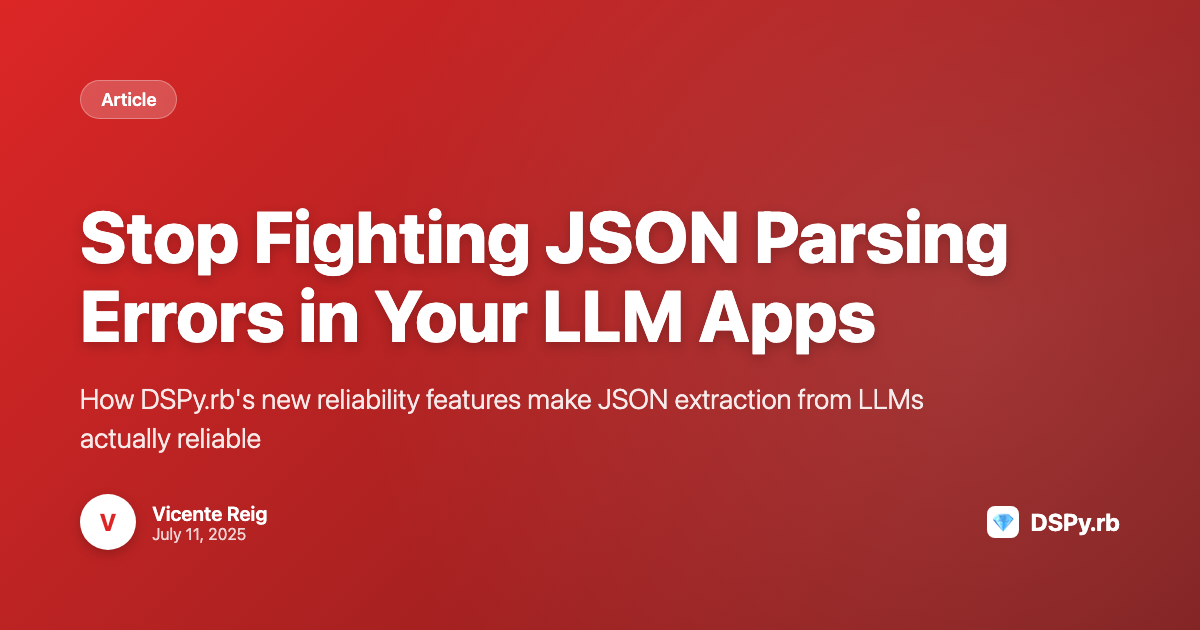 Article
Stop Fighting JSON Parsing
Errors in Your LLM Apps
How DSPy.rb's new reliability features make JSON extraction from LLMs
actually reliable
V
Vicente Reig
July 11, 2025
DSPy.rb